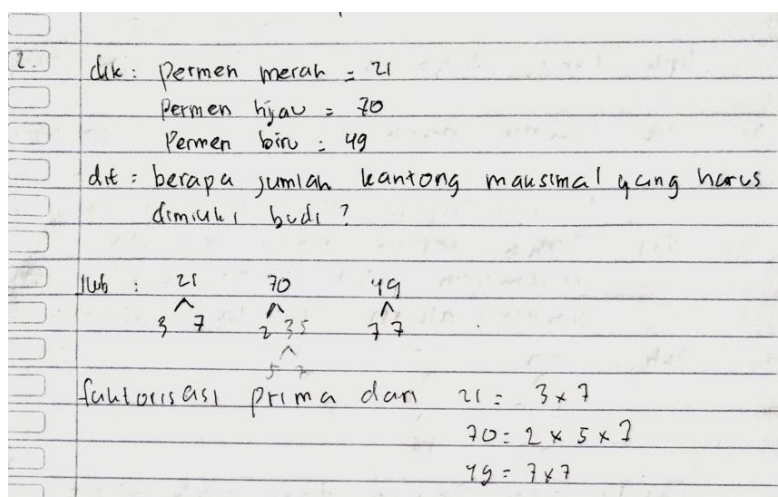 2.
dik : permen merah = 21
Permen hijau = 70
Permen biru = 49
dit : berapa jumlah kantong maksimal yang harus
dimiliki budi ?
Jwb : 21 70 49
3 7 2 35 7 7
5 7
faktorisasi prima dari 21 = 3 x 7
70 = 2 x 5 x 7
49 = 7x7